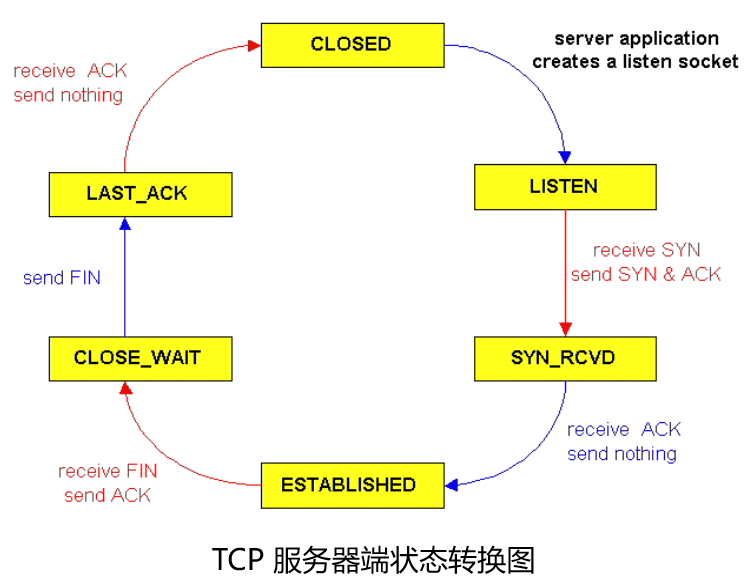 CLOSED
server application
creates a listen socket
receive ACK
send nothing
LAST_ACK
LISTEN
receive SYN
send SYN & ACK
send FIN
CLOSE_WAIT
SYN_RCVD
receive ACK
send nothing
receive FIN
send ACK
ESTABLISHED
TCP 服务器端状态转换图